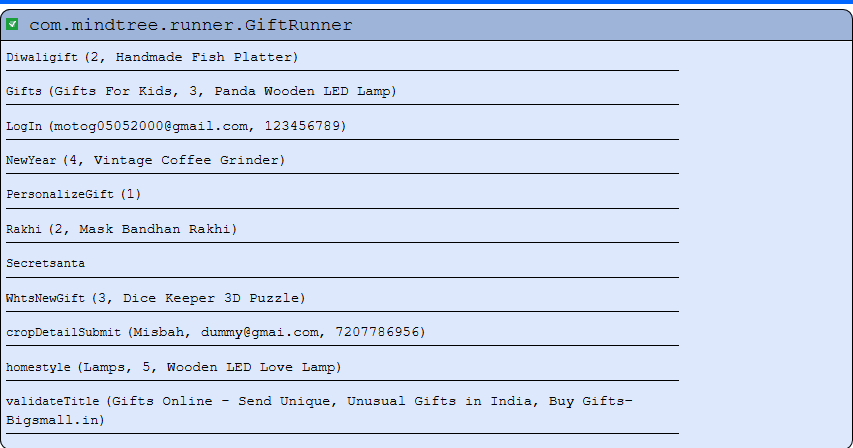 com.mindtree.runner.GiftRunner
Diwaligift (2, Handmade Fish Platter)
Gifts (Gifts For Kids, 3, Panda Wooden LED Lamp)
LogIn (motog05052000@gmail.com, 123456789)
NewYear (4, Vintage Coffee Grinder)
PersonalizeGift (1)
Rakhi (2, Mask Bandhan Rakhi)
Secretsanta
WhtsNewGift (3, Dice Keeper 3D Puzzle)
cropDetailSubmit (Misbah, dummy@gmai.com, 7207786956)
homestyle (Lamps, 5, Wooden LED Love Lamp)
validateTitle (Gifts Online - Send Unique, Unusual Gifts in India, Buy Gifts-
Bigsmall.in)